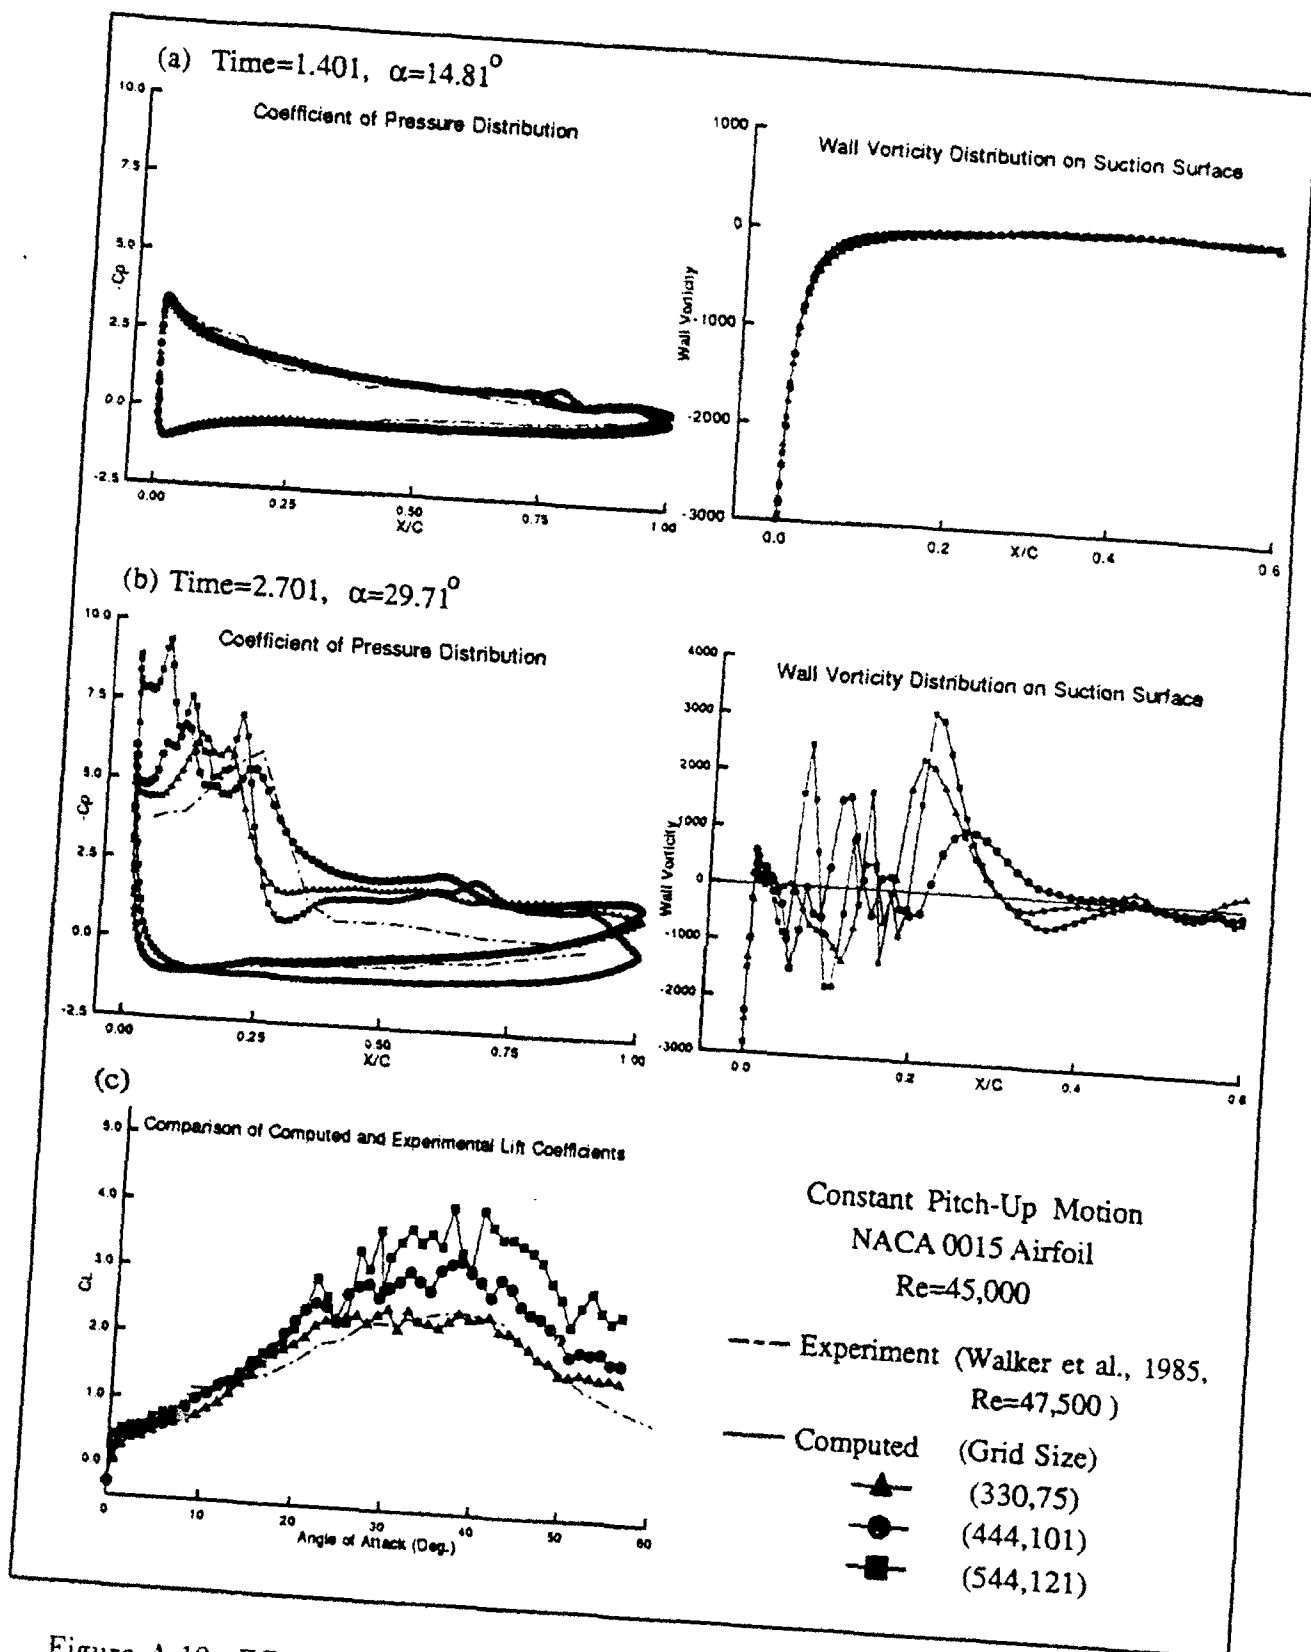 (a) Time=1.401, α=14.81°
Coefficient of Pressure Distribution
10.0
7.5
5.0
2.5
0.0
-2.5
-Cp
0.00 0.25 0.50 0.75 1.00
X/C
Wall Vorticity Distribution on Suction Surface
1000
0
-1000
-2000
-3000
Wall Vorticity
0.0 0.2 0.4 0.6
X/C
(b) Time=2.701, α=29.71°
Coefficient of Pressure Distribution
10.0
7.5
5.0
2.5
0.0
-2.5
-Cp
0.00 0.25 0.50 0.75 1.00
X/C
Wall Vorticity Distribution on Suction Surface
4000
3000
2000
1000
0
-1000
-2000
-3000
Wall Vorticity
0.0 0.2 0.4 0.6
X/C
(c)
Comparison of Computed and Experimental Lift Coefficients
5.0
4.0
3.0
2.0
1.0
0.0
CL
0 10 20 30 40 50 60
Angle of Attack (Deg.)
Constant Pitch-Up Motion
NACA 0015 Airfoil
Re=45,000
Experiment (Walker et al., 1985,
Re=47,500 )
Computed (Grid Size)
(330,75)
(444,101)
(544,121)